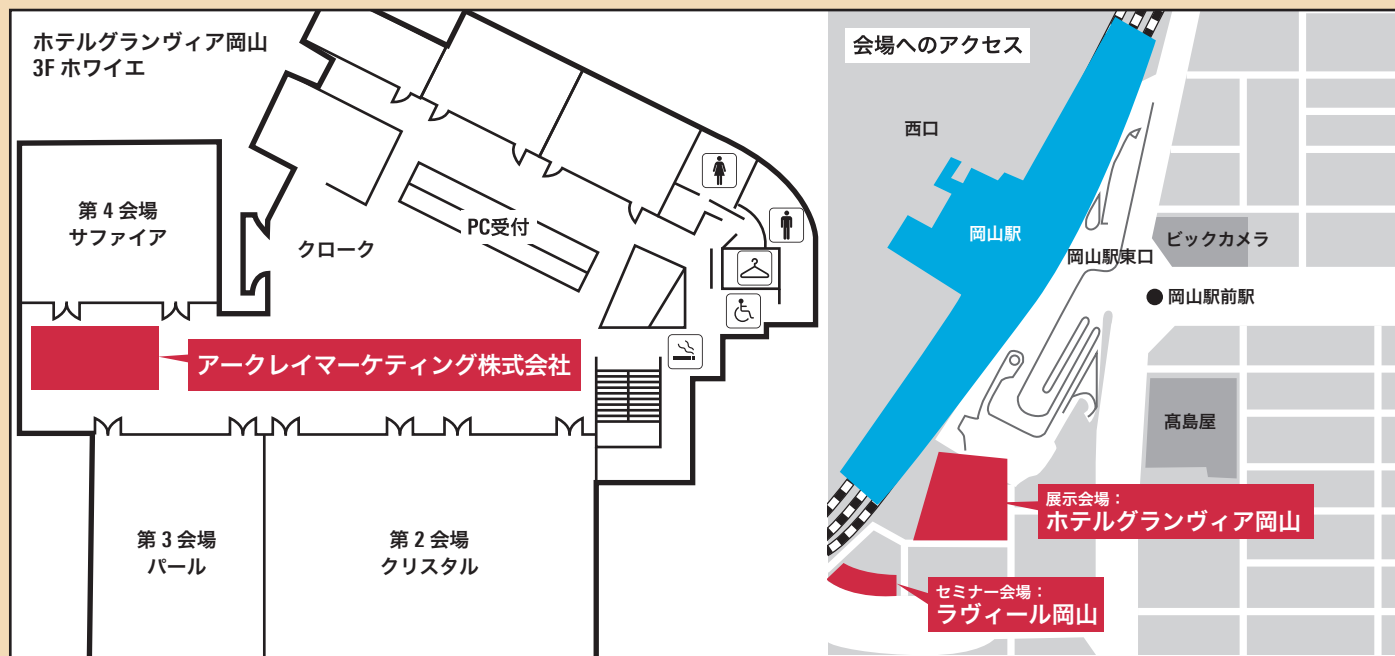 ホテルグランヴィア岡山
3F ホワイエ
第 4 会場
サファイア
クローク
PC受付
アークレイマーケティング株式会社
第 3 会場
パール
第 2 会場
クリスタル
会場へのアクセス
西口
岡山駅
岡山駅東口
ビックカメラ
岡山駅前駅
髙島屋
展示会場：
ホテルグランヴィア岡山
セミナー会場：
ラヴィール岡山